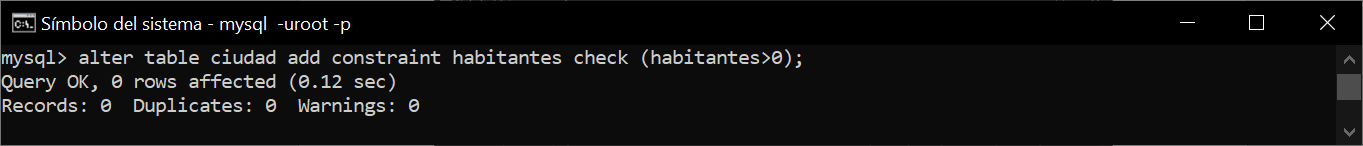 Símbolo del sistema - mysql -uroot -p
mysql> alter table ciudad add constraint habitantes check (habitantes>0);
Query OK, 0 rows affected (0.12 sec)
Records: 0  Duplicates: 0  Warnings: 0